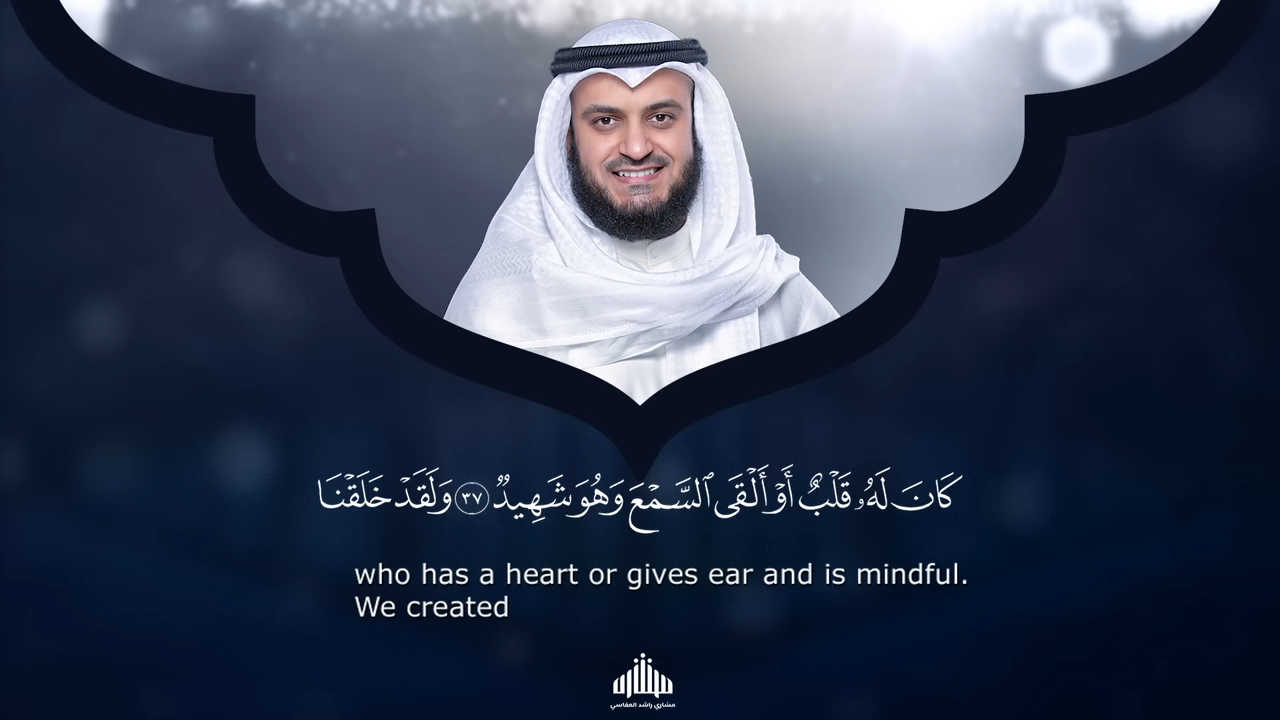 كَانَ لَهُۥ قَلۡبٌ أَوۡ أَلۡقَى ٱلسَّمۡعَ وَهُوَ شَهِيدٌ ٣٧ وَلَقَدۡ خَلَقۡنَا
who has a heart or gives ear and is mindful.
We created
مشاري راشد العفاسي